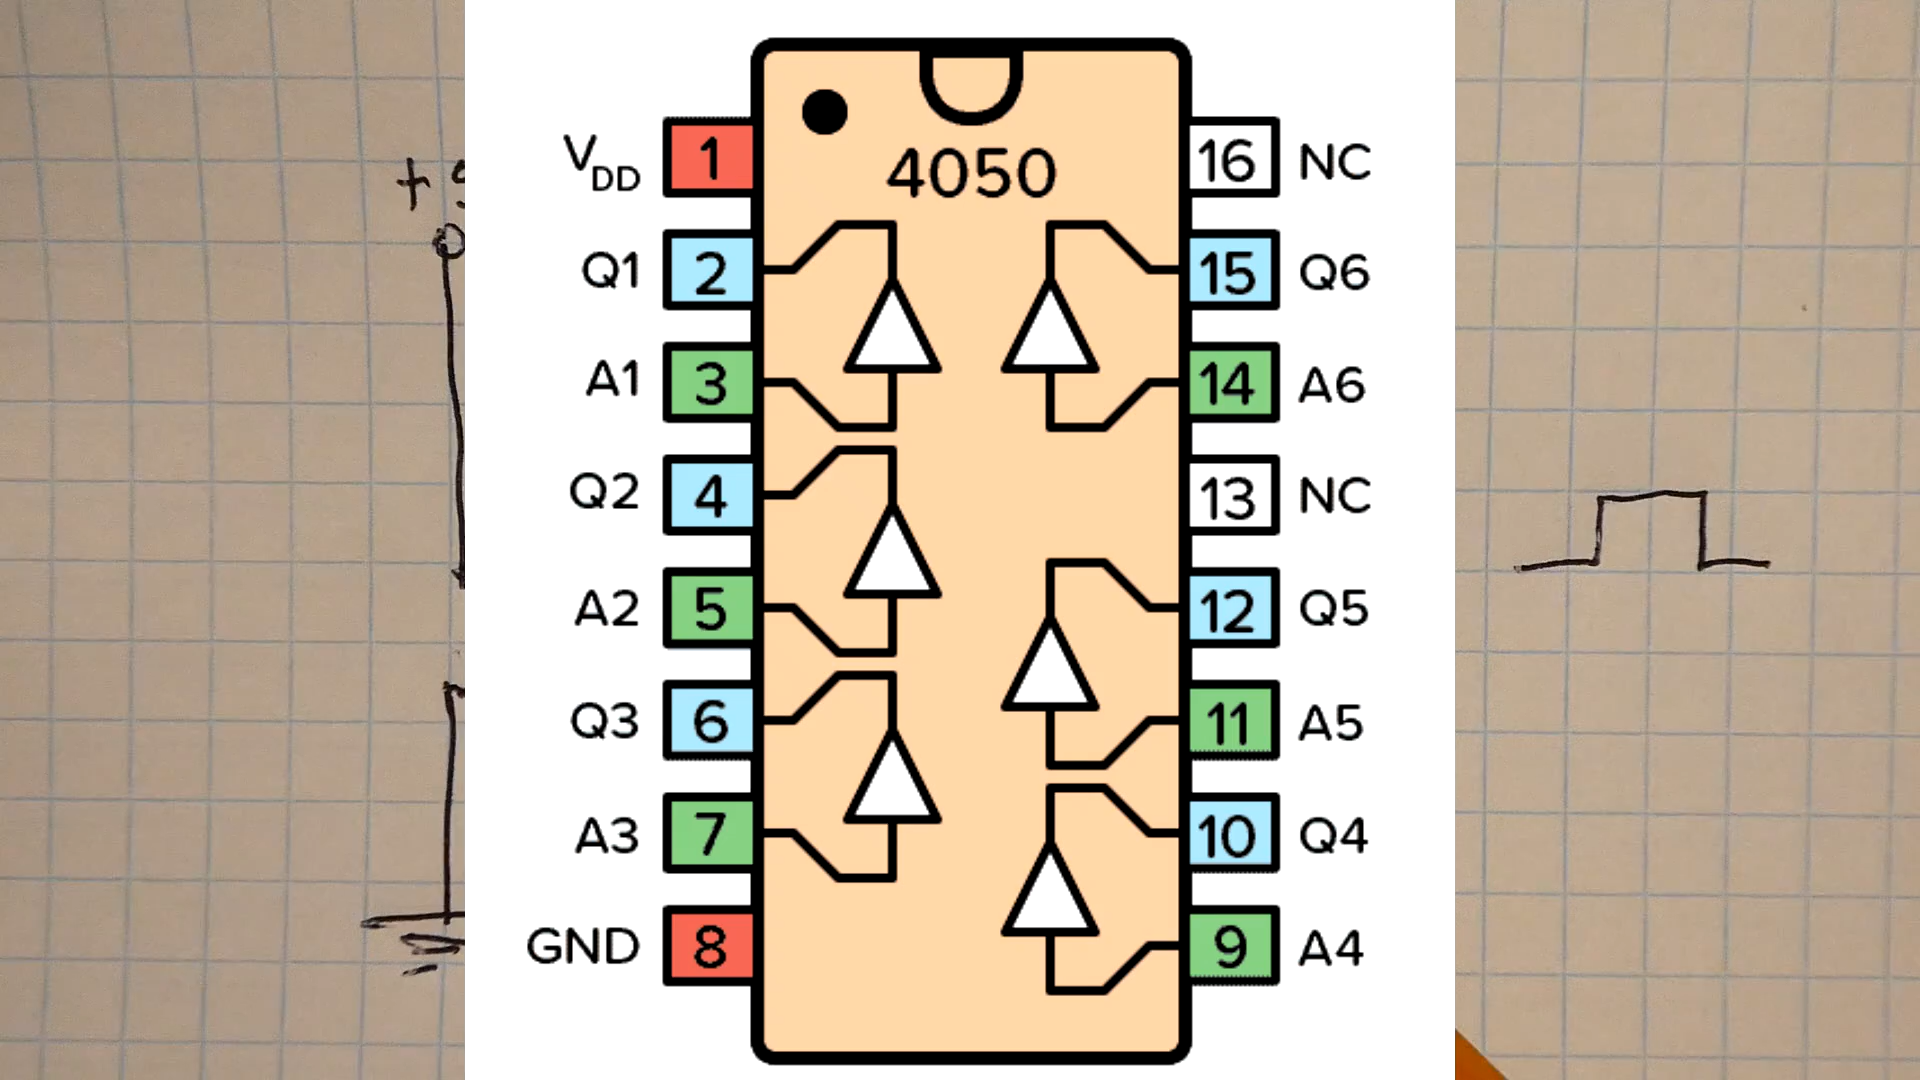 4050
V DD 1
Q1 2
A1 3
Q2 4
A2 5
Q3 6
A3 7
GND 8
16 NC
15 Q6
14 A6
13 NC
12 Q5
11 A5
10 Q4
9 A4
+